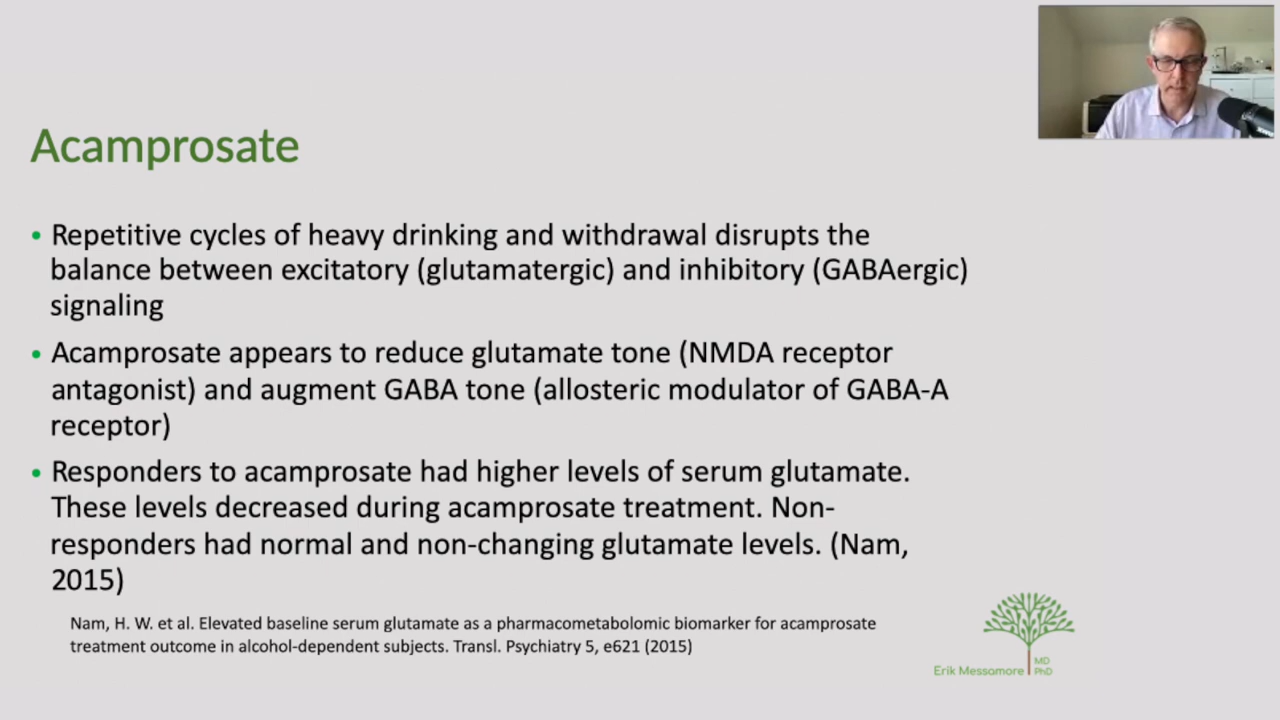 Acamprosate
• Repetitive cycles of heavy drinking and withdrawal disrupts the
balance between excitatory (glutamatergic) and inhibitory (GABAergic)
signaling
• Acamprosate appears to reduce glutamate tone (NMDA receptor
antagonist) and augment GABA tone (allosteric modulator of GABA-A
receptor)
• Responders to acamprosate had higher levels of serum glutamate.
These levels decreased during acamprosate treatment. Non-
responders had normal and non-changing glutamate levels. (Nam,
2015)
Nam, H. W. et al. Elevated baseline serum glutamate as a pharmacometabolomic biomarker for acamprosate
treatment outcome in alcohol-dependent subjects. Transl. Psychiatry 5, e621 (2015)
Erik Messamore
MD
PhD